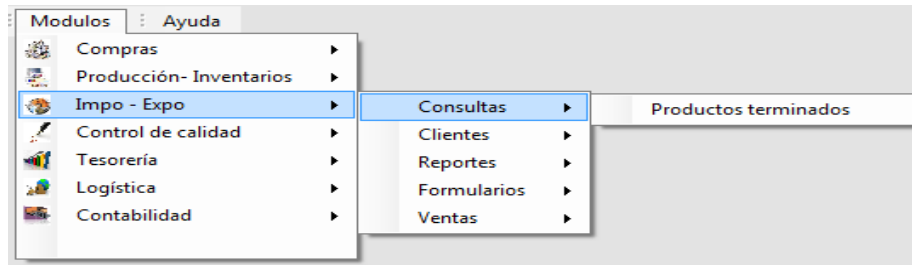 Modulos Ayuda
Compras
Producción- Inventarios
Impo - Expo Consultas Productos terminados
Control de calidad Clientes
Tesorería Reportes
Logística Formularios
Contabilidad Ventas